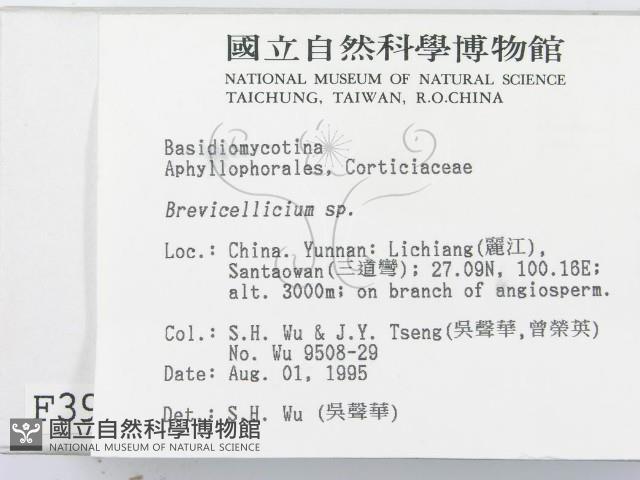 國立自然科學博物館
NATIONAL MUSEUM OF NATURAL SCIENCE
TAICHUNG, TAIWAN, R.O.CHINA
Basidiomycotina
Aphyllophorales, Corticiaceae
Brevicellicium sp.
Loc.: China. Yunnan: Lichiang(麗江),
Santaowan(三道彎); 27.09N, 100.16E;
alt. 3000m; on branch of angiosperm.
Col.: S.H. Wu & J.Y. Tseng(吳聲華,曾榮英)
No. Wu 9508-29
Date: Aug. 01, 1995
Det.: S.H. Wu (吳聲華)
F39
國立自然科學博物館
NATIONAL MUSEUM OF NATURAL SCIENCE